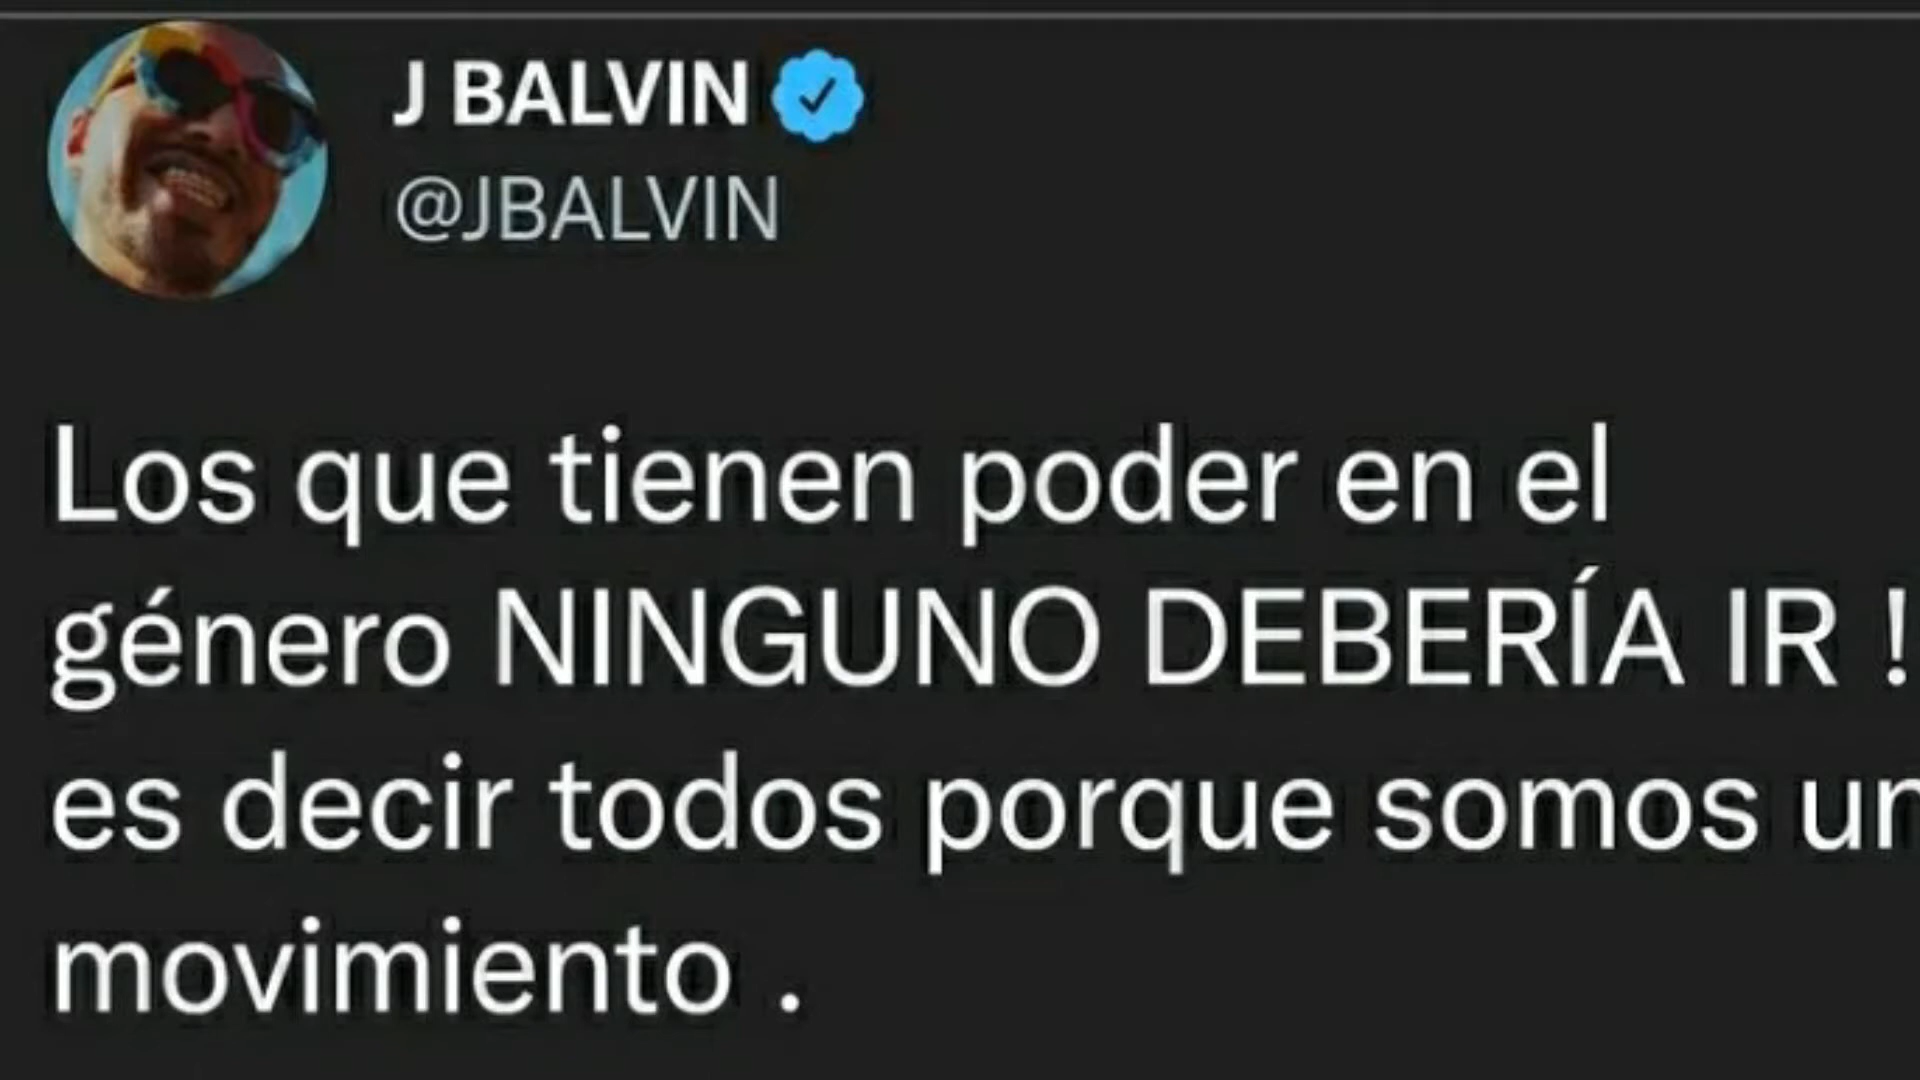 J BALVIN
@JBALVIN
Los que tienen poder en el
género NINGUNO DEBERÍA IR !
es decir todos porque somos un
movimiento .